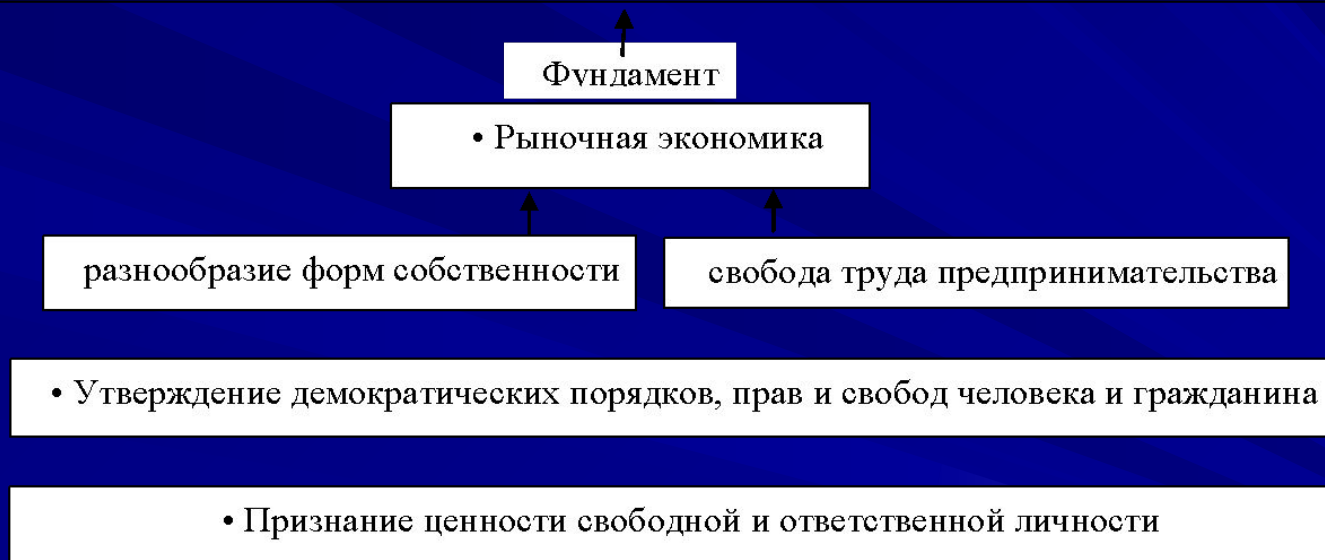 Фундамент
• Рыночная экономика
разнообразие форм собственности
свобода труда предпринимательства
• Утверждение демократических порядков, прав и свобод человека и гражданина
• Признание ценности свободной и ответственной личности